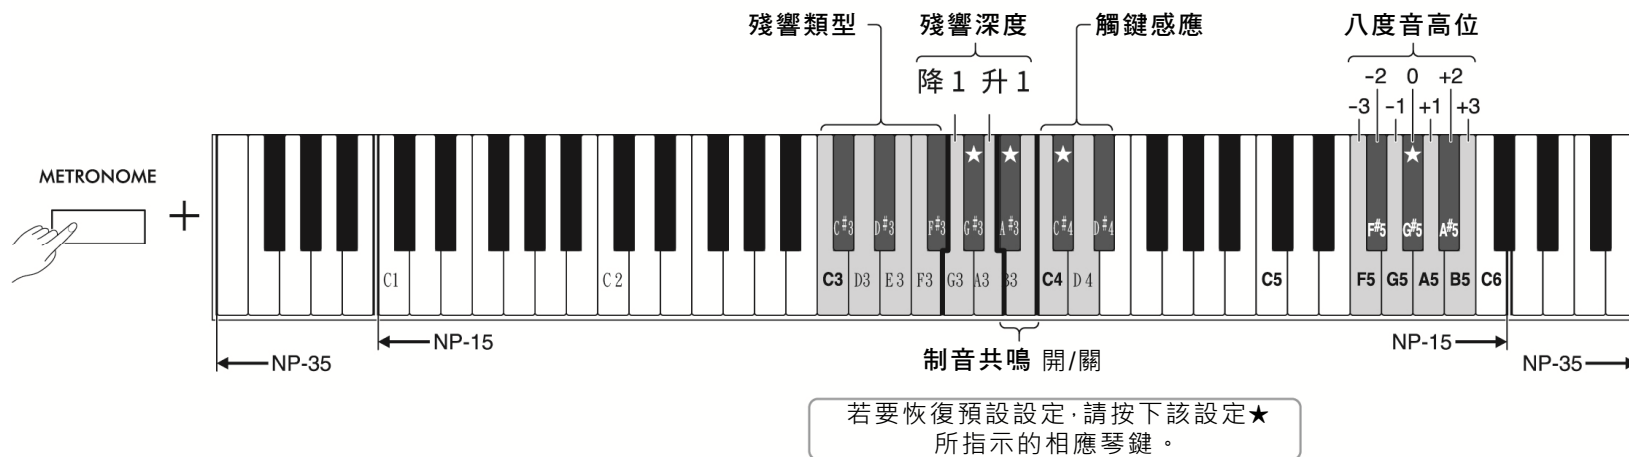 殘響類型
殘響深度
觸鍵感應
八度音高位
降1 升1
-2 0 +2
-3 -1 +1 +3
METRONOME
+
★ ★ ★ ★
C#3 D#3 F#3 G#3 A#3 C#4 D#4 F#5 G#5 A#5
C1 C2 C3 D3 E3 F3 G3 A3 B3 C4 D4 C5 F5 G5 A5 B5 C6
NP-15 NP-15
NP-35 制音共鳴 開/關 NP-35
若要恢復預設設定,請按下該設定★
所指示的相應琴鍵。